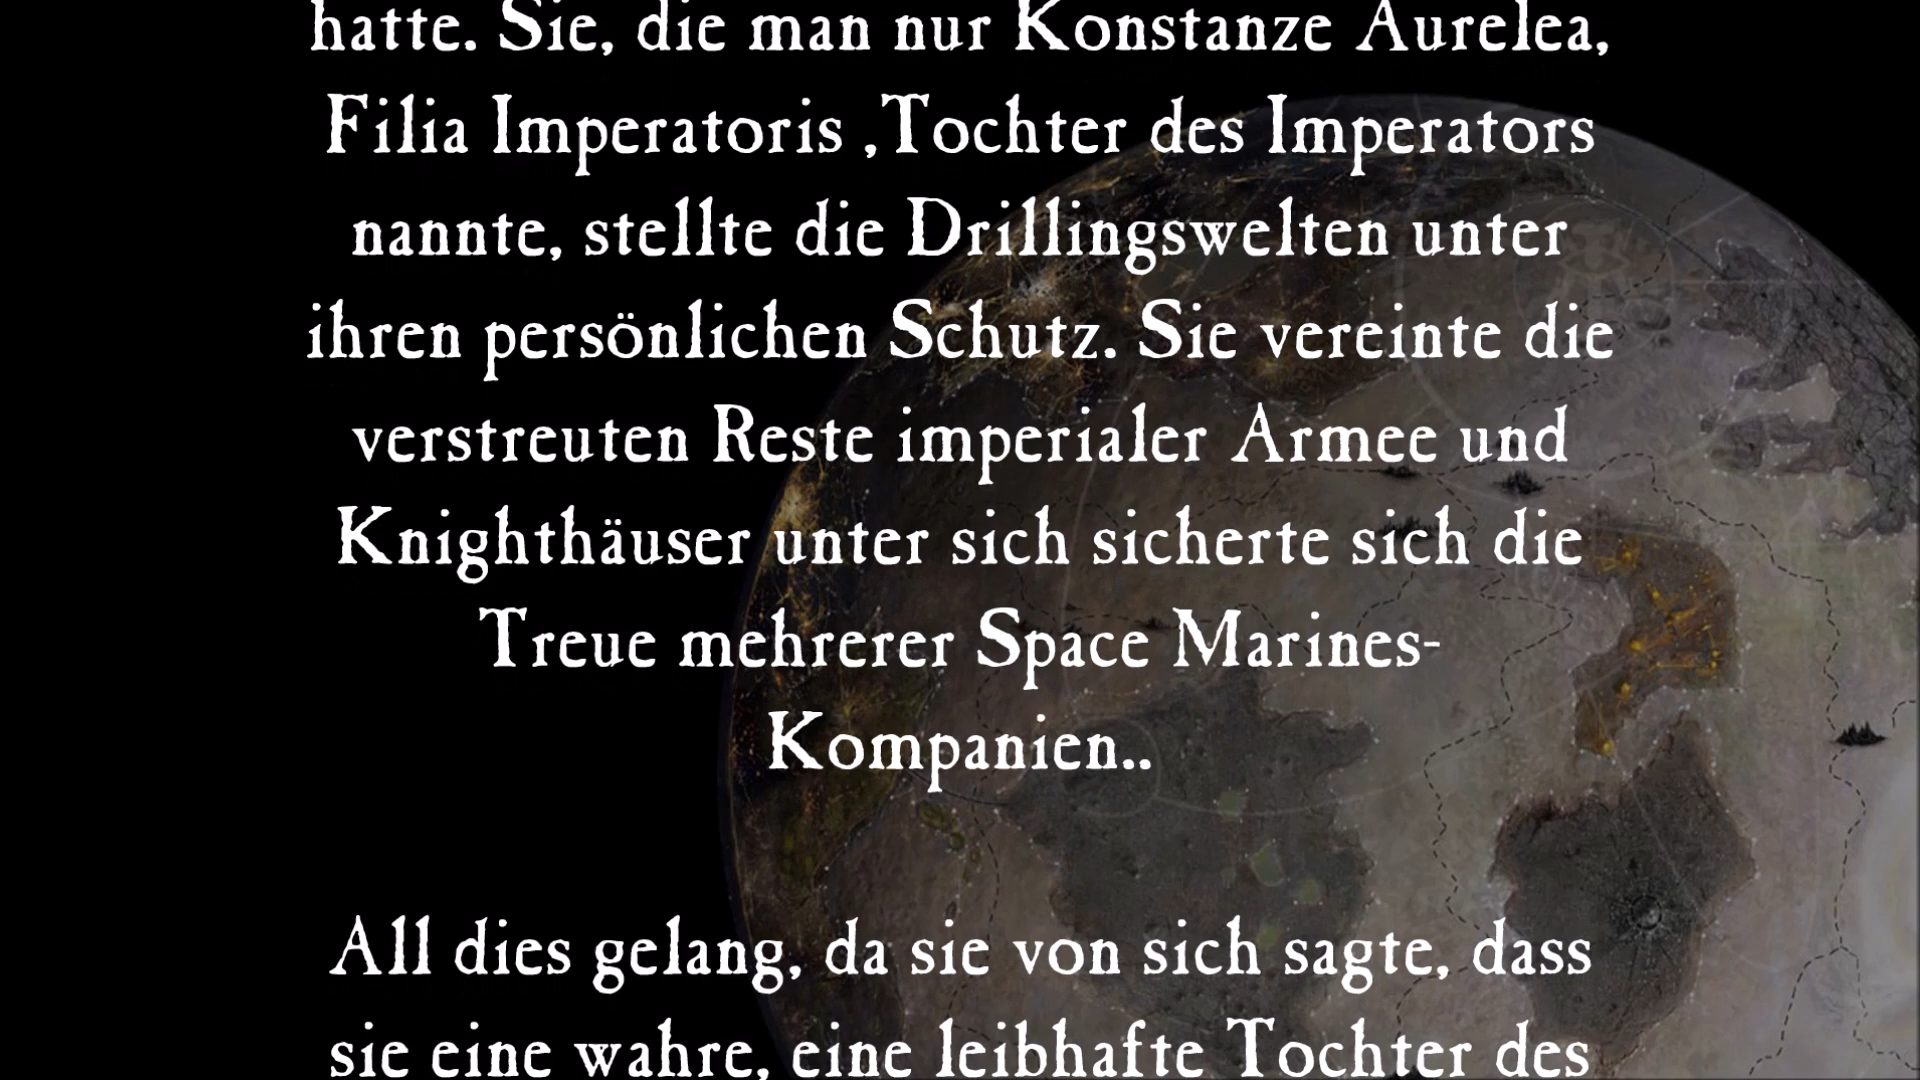 hatte. Sie, die man nur Konstanze Aurelea,
Filia Imperatoris ,Tochter des Imperators
nannte, stellte die Drillingswelten unter
ihren persönlichen Schutz. Sie vereinte die
verstreuten Reste imperialer Armee und
Knighthäuser unter sich sicherte sich die
Treue mehrerer Space Marines-
Kompanien..
All dies gelang, da sie von sich sagte, dass
sie eine wahre, eine leibhafte Tochter des